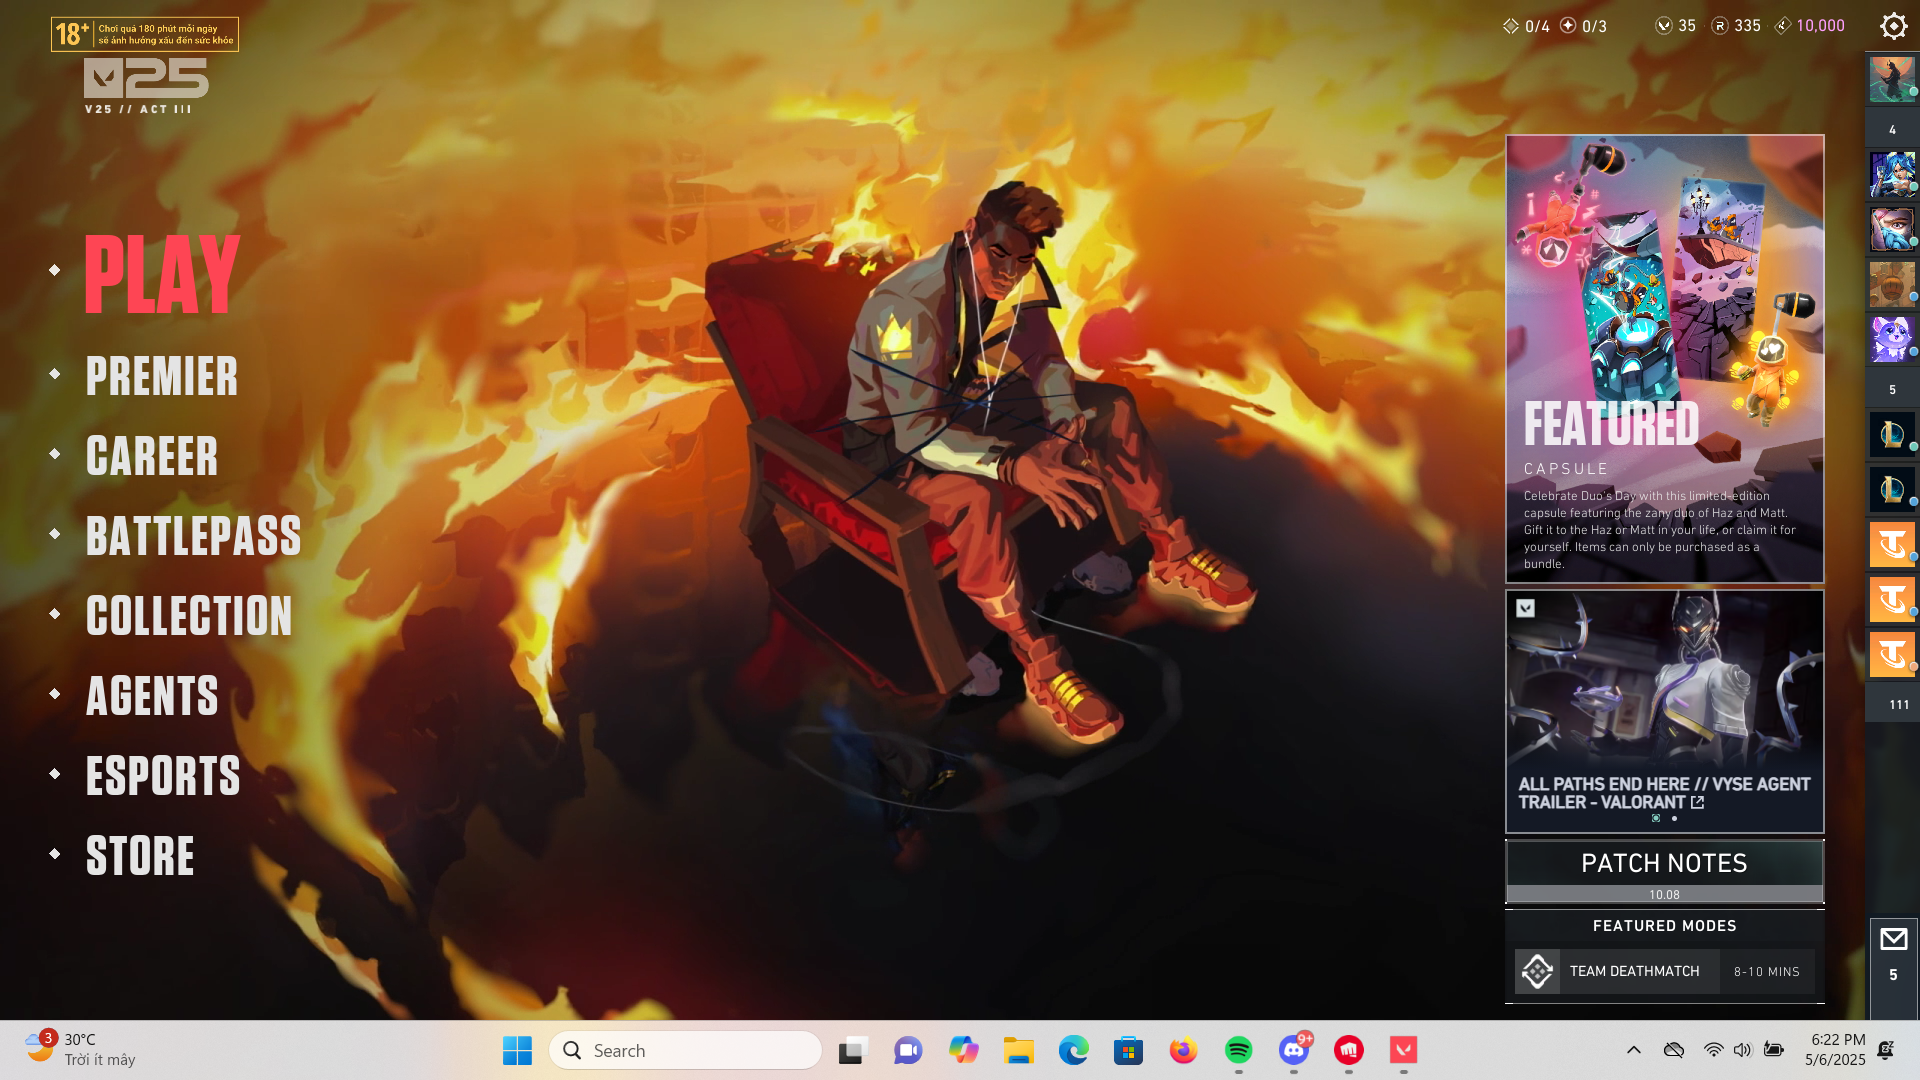 18+ Chơi quá 180 phút mỗi ngày
sẽ ảnh hưởng xấu đến sức khỏe
V25
V25 // ACT III
0/4 0/3 35 335 10,000
PLAY
PREMIER
CAREER
BATTLEPASS
COLLECTION
AGENTS
ESPORTS
STORE
FEATURED
CAPSULE
Celebrate Duo's Day with this limited-edition
capsule featuring the zany duo of Haz and Matt.
Gift it to the Haz or Matt in your life, or claim it for
yourself. Items can only be purchased as a
bundle.
ALL PATHS END HERE // VYSE AGENT
TRAILER - VALORANT
PATCH NOTES
10.08
FEATURED MODES
TEAM DEATHMATCH 8-10 MINS
4
5
111
5
3
30°C
Trời ít mây
Search
9+
6:22 PM
5/6/2025